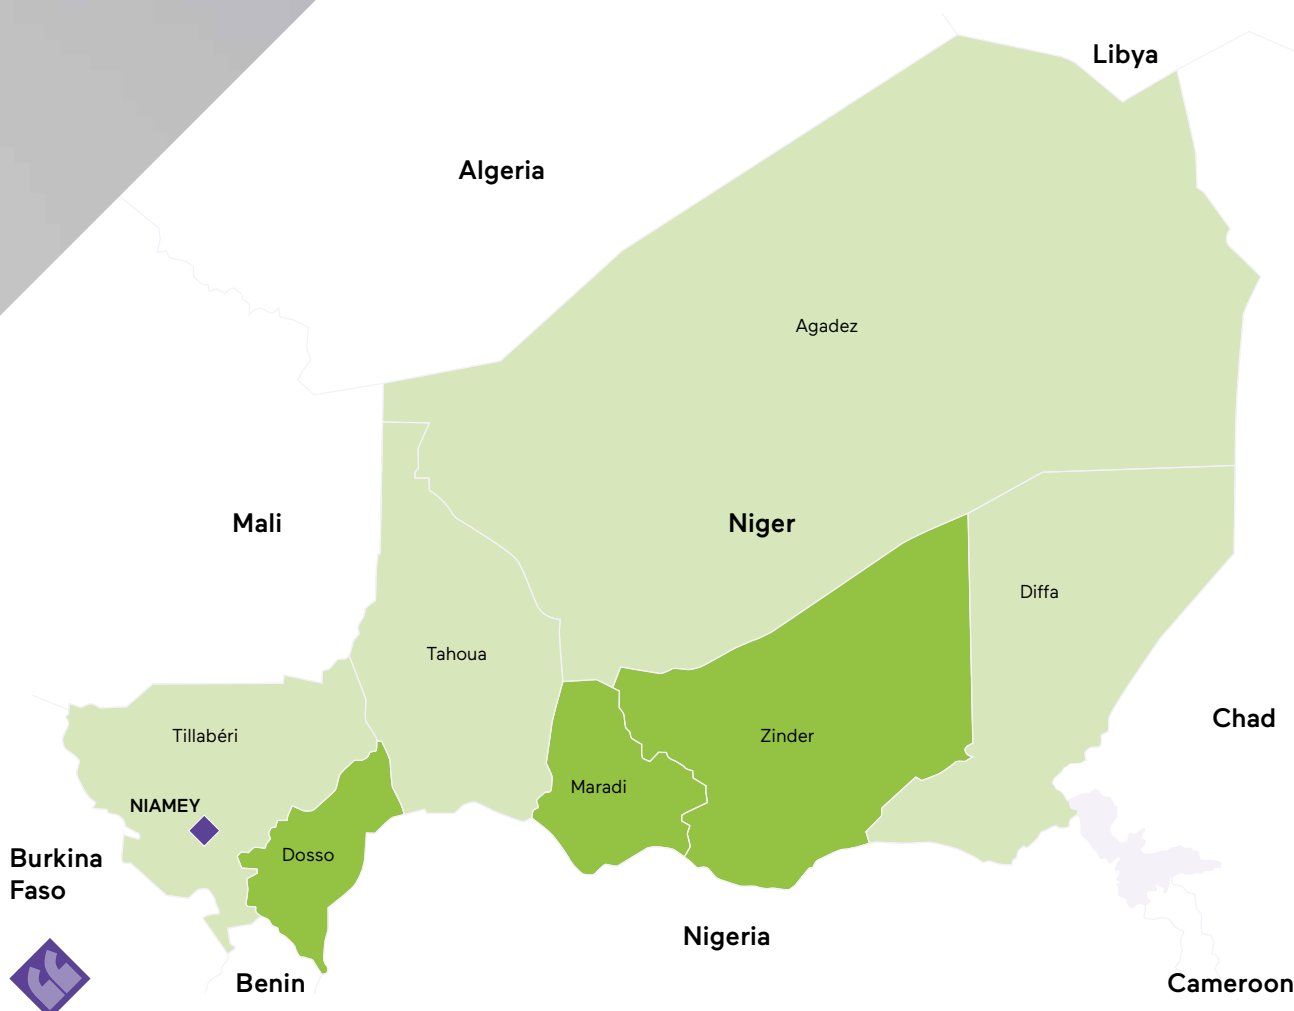 Libya
Algeria
Agadez
Mali
Niger
Diffa
Tahoua
Chad
Tillabéri
Zinder
Maradi
NIAMEY
Dosso
Burkina
Faso
Nigeria
Benin
Cameroon